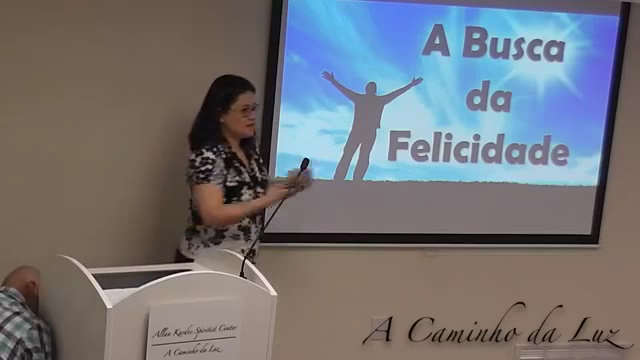 A Busca
da
Felicidade
Allan Kardec Spiritist Center
A Caminho da Luz
A Caminho da Luz